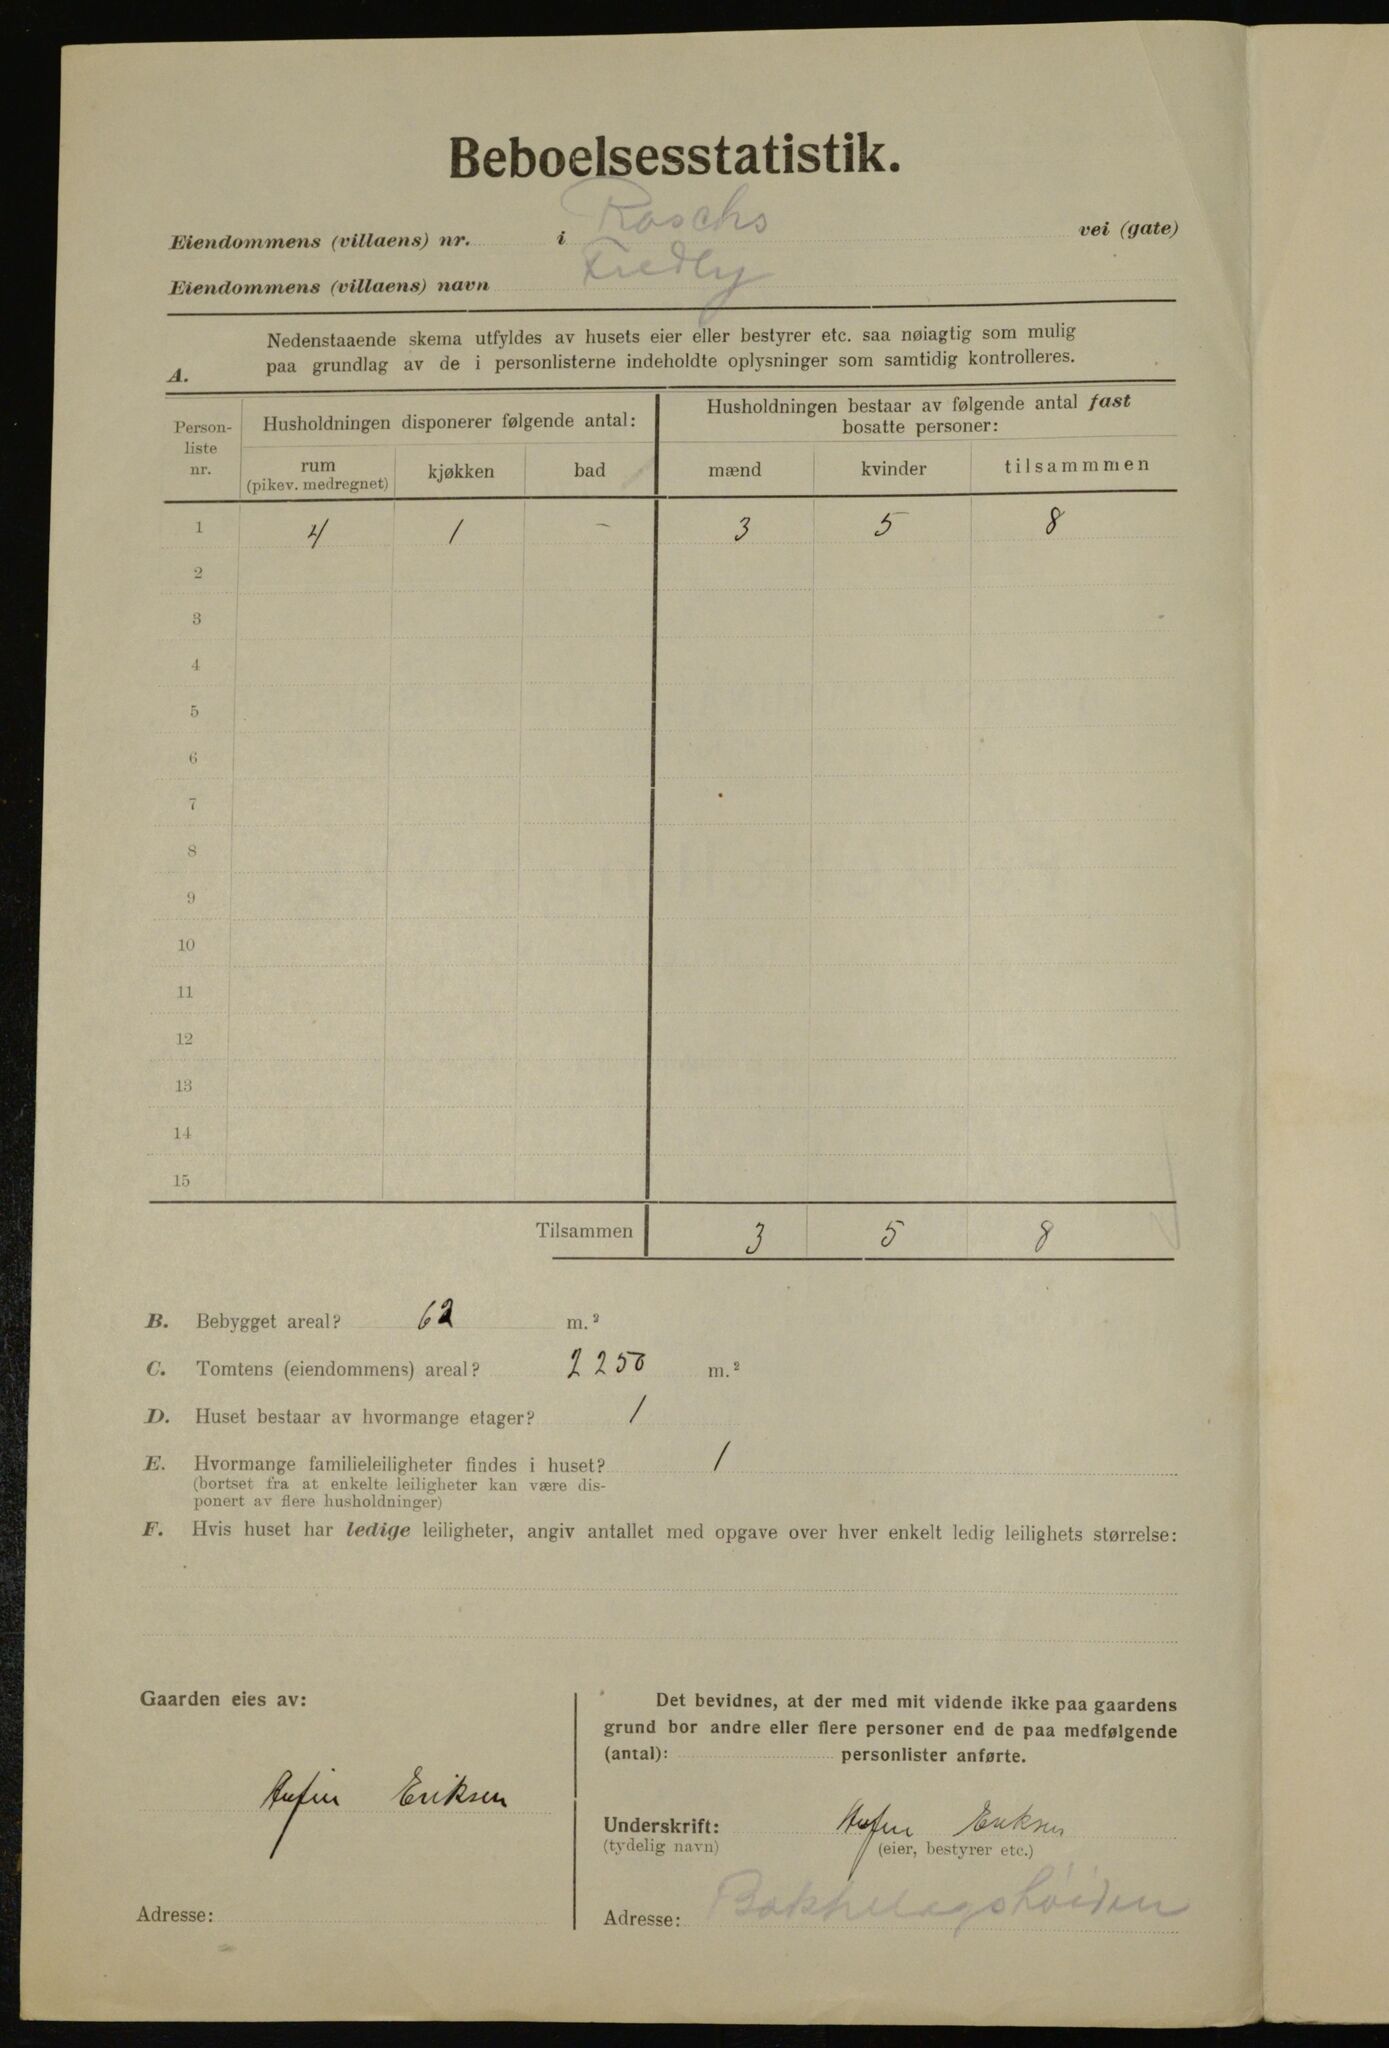 Beboelsesstatistik.
Eiendommens (villaens) nr. i Roschs vei (gate)
Eiendommens (villaens) navn Fredly
A. Nedenstaaende skema utfyldes av husets eier eller bestyrer etc. saa nøiagtig som mulig
paa grundlag av de i personlisterne indeholdte oplysninger som samtidig kontrolleres.
Person-
liste
nr.
Husholdningen disponerer følgende antal:
Husholdningen bestaar av følgende antal fast
bosatte personer:
rum
(pikev. medregnet)
kjøkken
bad
mænd
kvinder
tilsammmen
1 4 1 - 3 5 8
2
3
4
5
6
7
8
9
10
11
12
13
14
15
Tilsammen 3 5 8
B. Bebygget areal? 62 m.²
C. Tomtens (eiendommens) areal? 2250 m.²
D. Huset bestaar av hvormange etager? 1
E. Hvormange familieleiligheter findes i huset? 1
(bortset fra at enkelte leiligheter kan være dis-
ponert av flere husholdninger)
F. Hvis huset har ledige leiligheter, angiv antallet med opgave over hver enkelt ledig leilighets størrelse:
Gaarden eies av:
Eriksen
Adresse:
Det bevidnes, at der med mit vidende ikke paa gaardens
grund bor andre eller flere personer end de paa medfølgende
(antal): personlister anførte.
Underskrift: Eriksen
(tydelig navn) (eier, bestyrer etc.)
Adresse: Bækkelagshöiden